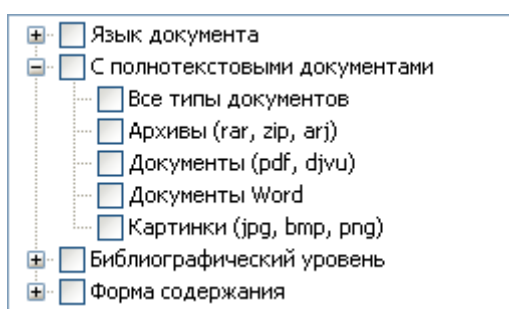 Язык документа
С полнотекстовыми документами
Все типы документов
Архивы (rar, zip, arj)
Документы (pdf, djvu)
Документы Word
Картинки (jpg, bmp, png)
Библиографический уровень
Форма содержания